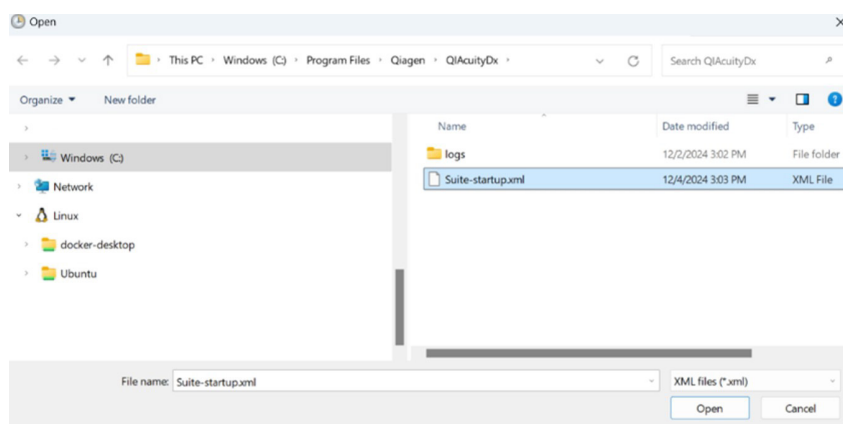 Open
This PC > Windows (C:) > Program Files > Qiagen > QIAcuityDx >
Search QIAcuityDx
Organize
New folder
Name
Date modified
Type
Windows (C:)
logs
12/2/2024 3:02 PM
File folder
Suite-startup.xml
12/4/2024 3:03 PM
XML File
Network
Linux
docker-desktop
Ubuntu
File name: Suite-startup.xml
XML files (*.xml)
Open
Cancel